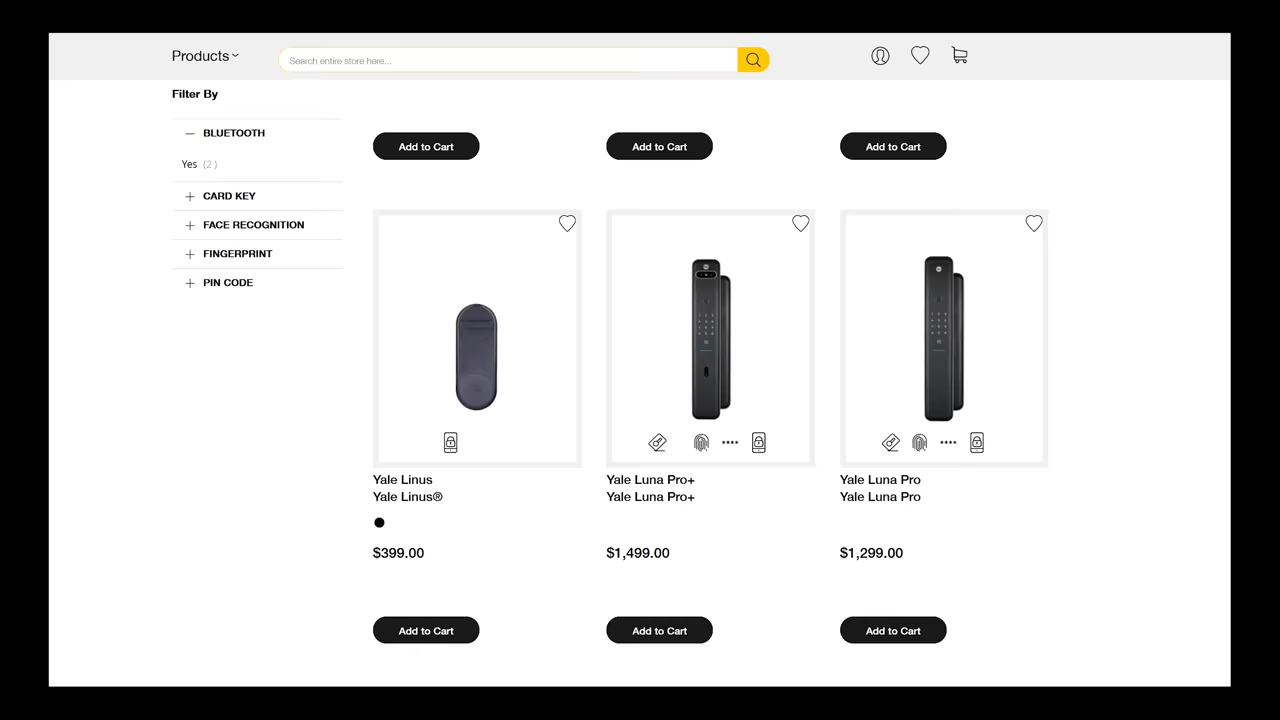 Products
Search entire store here...
Filter By
BLUETOOTH
Yes (2)
CARD KEY
FACE RECOGNITION
FINGERPRINT
PIN CODE
Add to Cart
Add to Cart
Add to Cart
Yale Linus
Yale Linus®
$399.00
Add to Cart
Yale Luna Pro+
Yale Luna Pro+
$1,499.00
Add to Cart
Yale Luna Pro
Yale Luna Pro
$1,299.00
Add to Cart